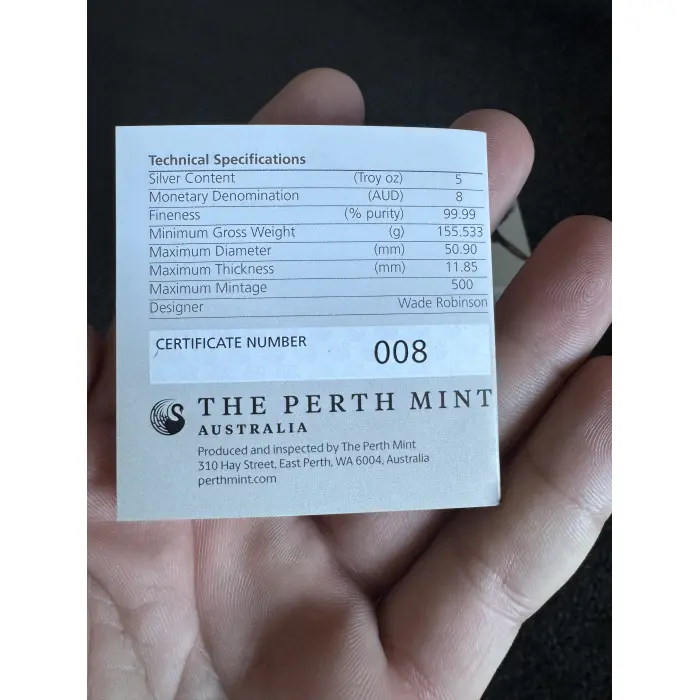 Technical Specifications
Silver Content (Troy oz) 5
Monetary Denomination (AUD) 8
Fineness (% purity) 99.99
Minimum Gross Weight (g) 155.533
Maximum Diameter (mm) 50.90
Maximum Thickness (mm) 11.85
Maximum Mintage 500
Designer Wade Robinson
CERTIFICATE NUMBER 008
THE PERTH MINT
AUSTRALIA
Produced and inspected by The Perth Mint
310 Hay Street, East Perth, WA 6004, Australia
perthmint.com